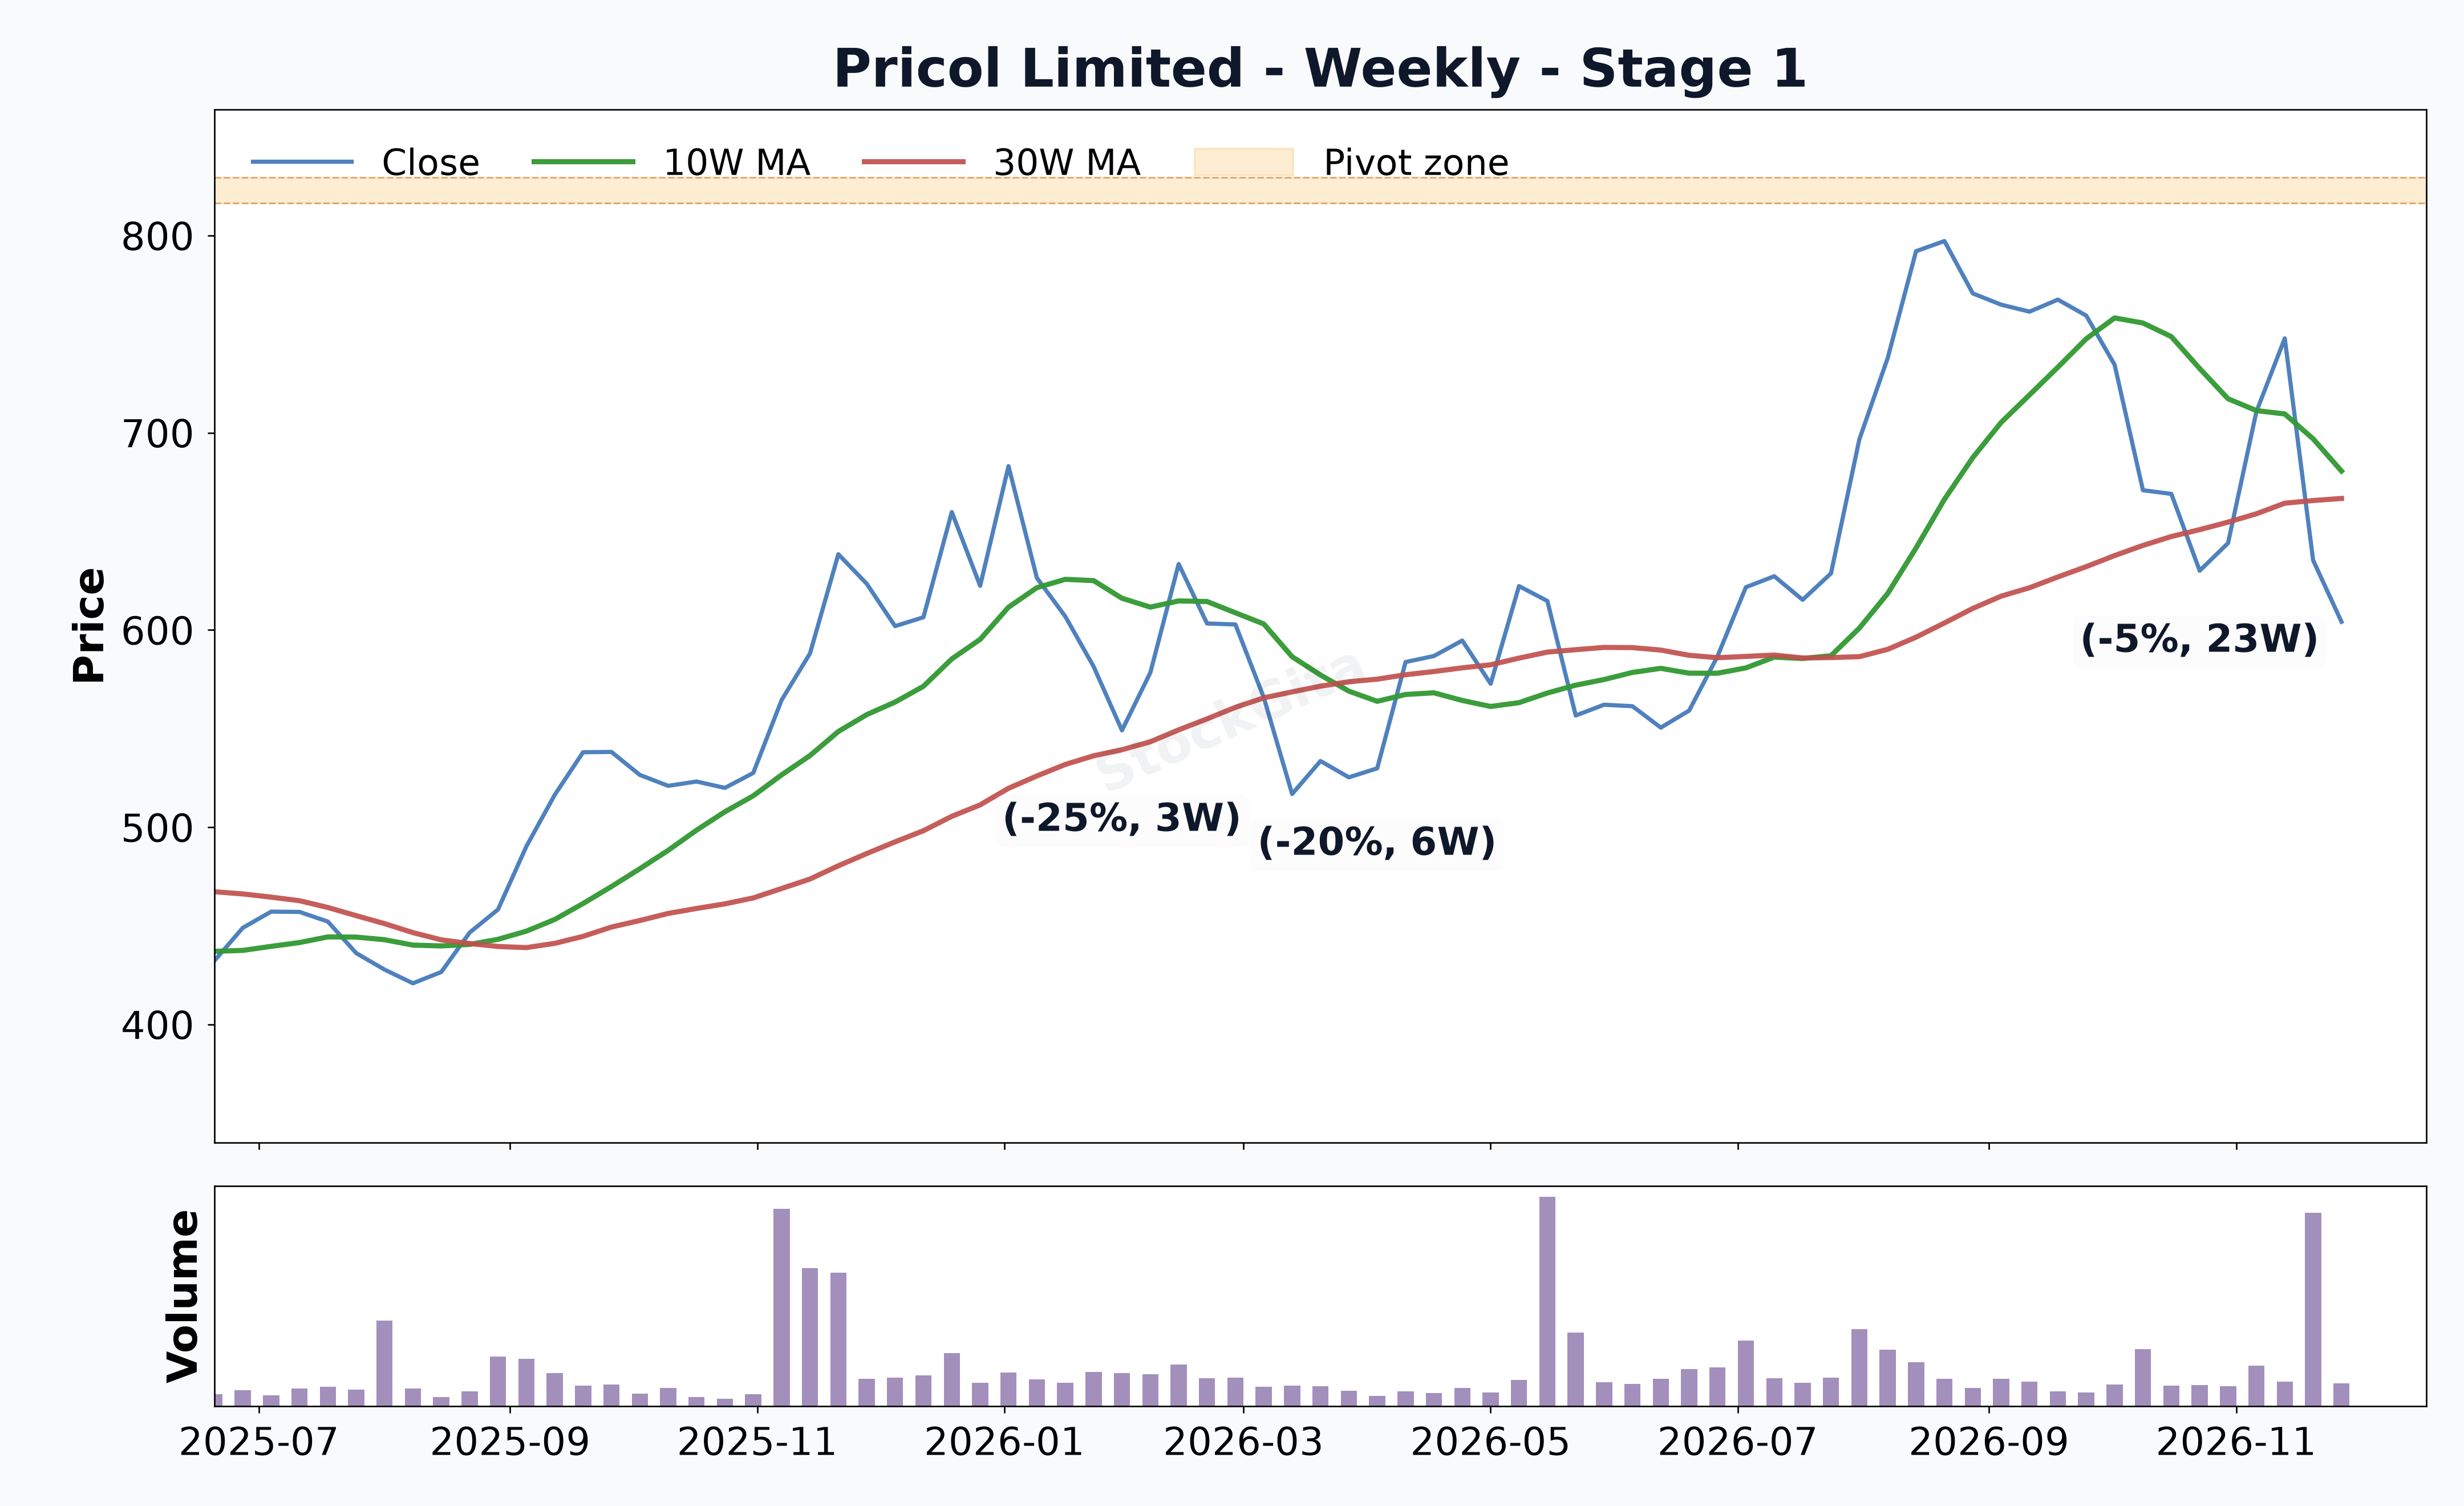 Pricol Limited - Weekly - Stage 1
Close 10W MA 30W MA Pivot zone
Price
800
700
600
500
400
StockGita
(-25%, 3W)
(-20%, 6W)
(-5%, 23W)
Volume
2025-07 2025-09 2025-11 2026-01 2026-03 2026-05 2026-07 2026-09 2026-11